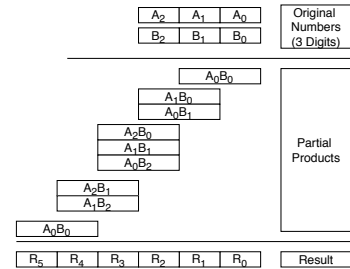 A₂ A₁ A₀
B₂ B₁ B₀
Original
Numbers
(3 Digits)
A₀B₀
A₁B₀
A₀B₁
A₂B₀
A₁B₁
A₀B₂
A₂B₁
A₁B₂
A₀B₀
Partial
Products
R₅ R₄ R₃ R₂ R₁ R₀
Result